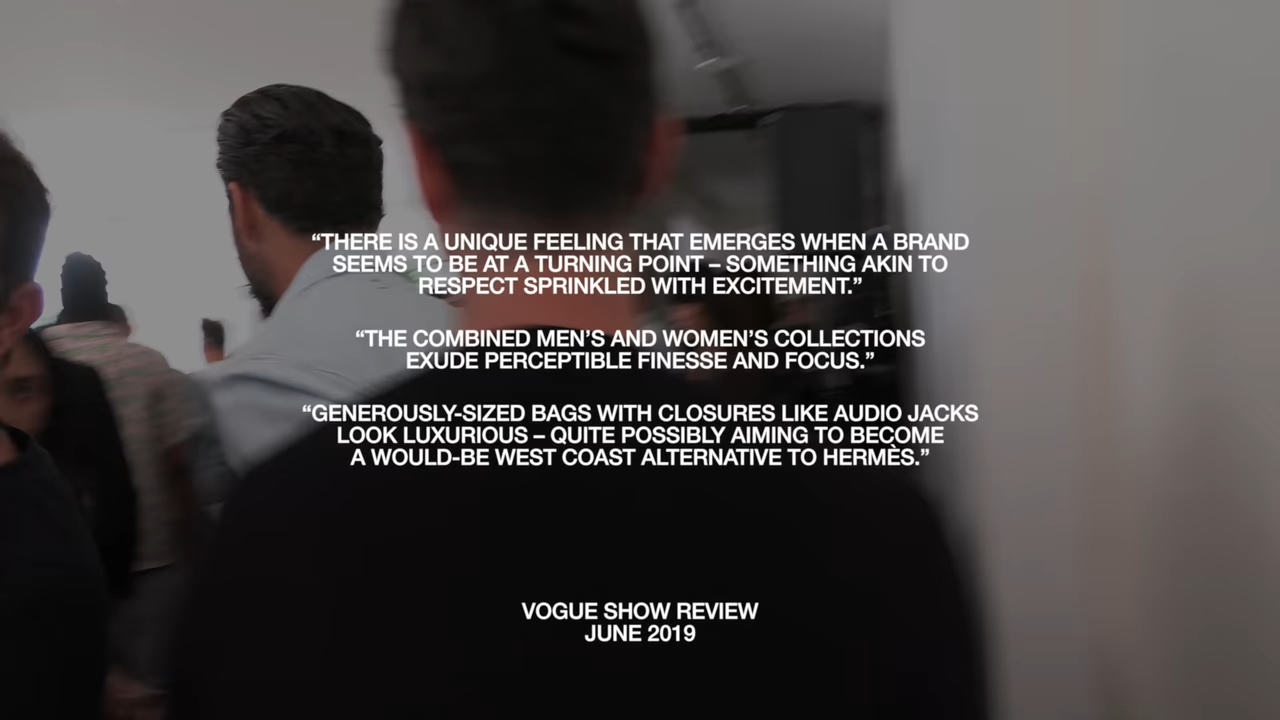 “THERE IS A UNIQUE FEELING THAT EMERGES WHEN A BRAND
SEEMS TO BE AT A TURNING POINT – SOMETHING AKIN TO
RESPECT SPRINKLED WITH EXCITEMENT.”
“THE COMBINED MEN’S AND WOMEN’S COLLECTIONS
EXUDE PERCEPTIBLE FINESSE AND FOCUS.”
“GENEROUSLY-SIZED BAGS WITH CLOSURES LIKE AUDIO JACKS
LOOK LUXURIOUS – QUITE POSSIBLY AIMING TO BECOME
A WOULD-BE WEST COAST ALTERNATIVE TO HERMÈS.”
VOGUE SHOW REVIEW
JUNE 2019